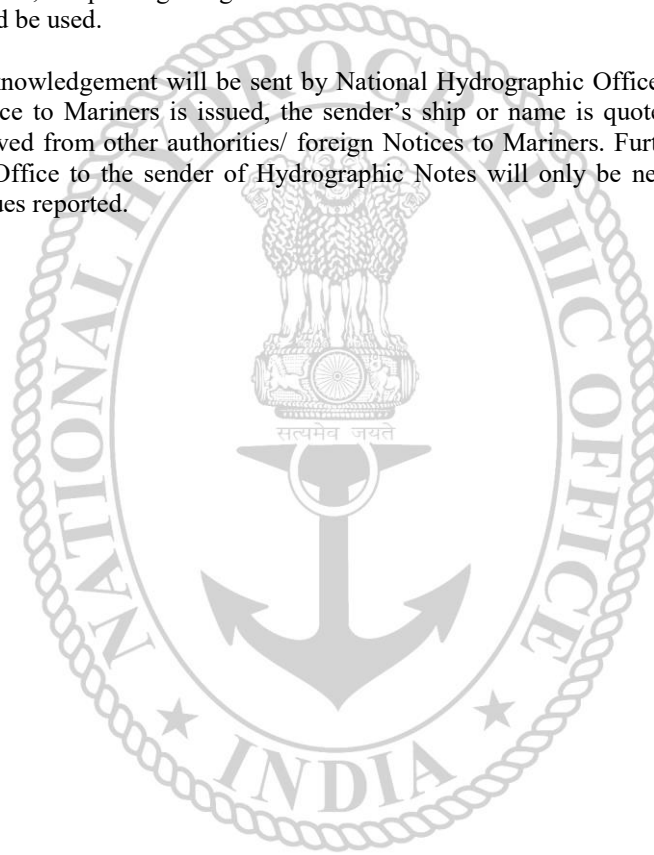 d be used.
nowledgement will be sent by National Hydrographic Office
ce to Mariners is issued, the sender's ship or name is quote
ved from other authorities/ foreign Notices to Mariners. Furt
Office to the sender of Hydrographic Notes will only be ne
ues reported.
NATIONAL HYDROGRAPHIC OFFICE
सत्यमेव जयते
INDIA